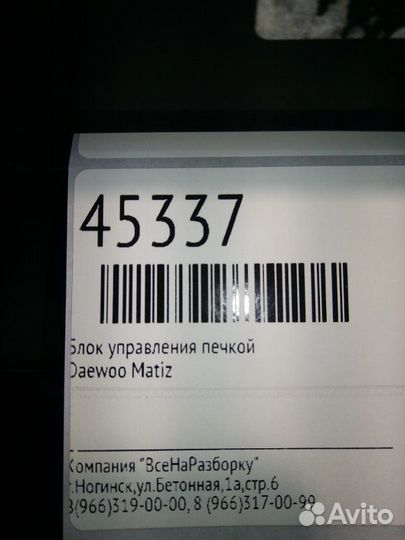 45337
Блок управления печкой
Daewoo Matiz
Компания "ВсеНаРазборку"
г.Ногинск,ул.Бетонная,1а,стр.6
8(966)319-00-00, 8 (966)317-00-99
Avito